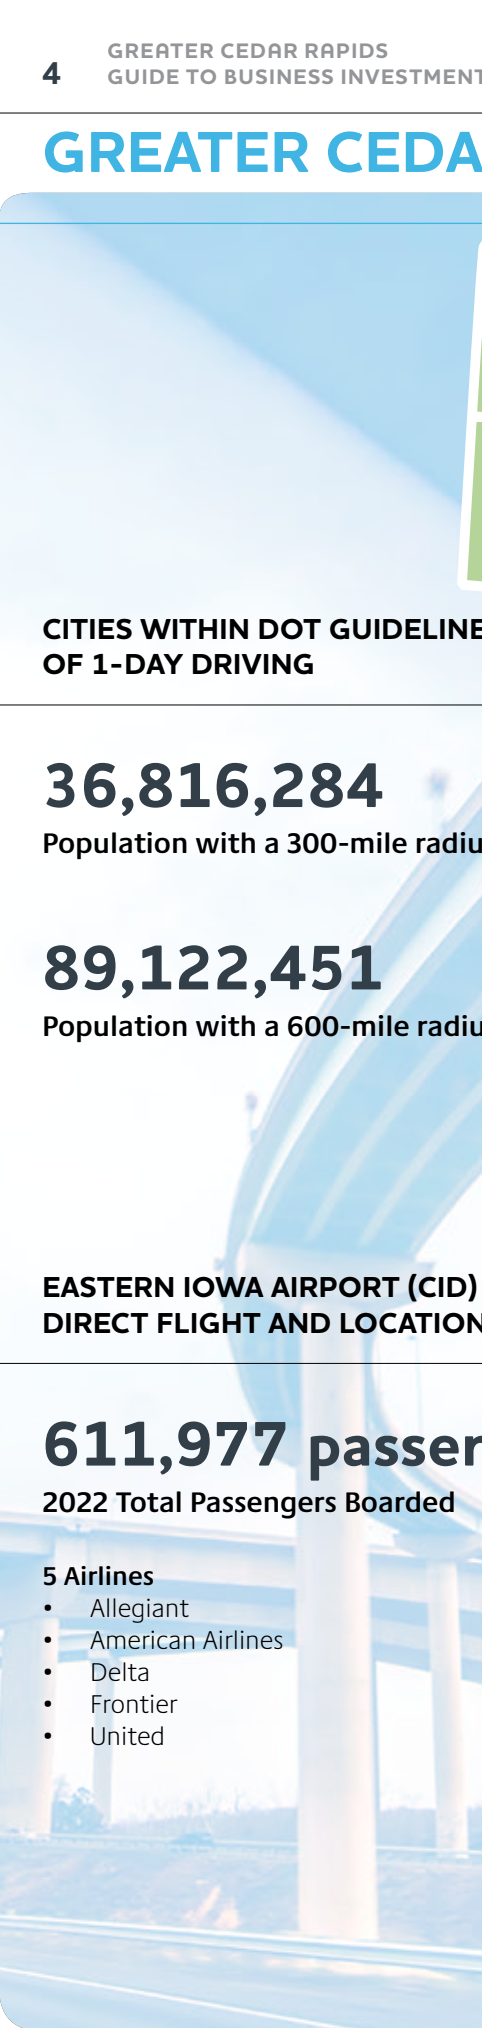 4
GREATER CEDAR RAPIDS
GUIDE TO BUSINESS INVESTMENT
GREATER CEDA
CITIES WITHIN DOT GUIDELINE
OF 1-DAY DRIVING
36,816,284
Population with a 300-mile radiu
89,122,451
Population with a 600-mile radiu
EASTERN IOWA AIRPORT (CID)
DIRECT FLIGHT AND LOCATION
611,977 passer
2022 Total Passengers Boarded
5 Airlines
• Allegiant
• American Airlines
• Delta
• Frontier
• United